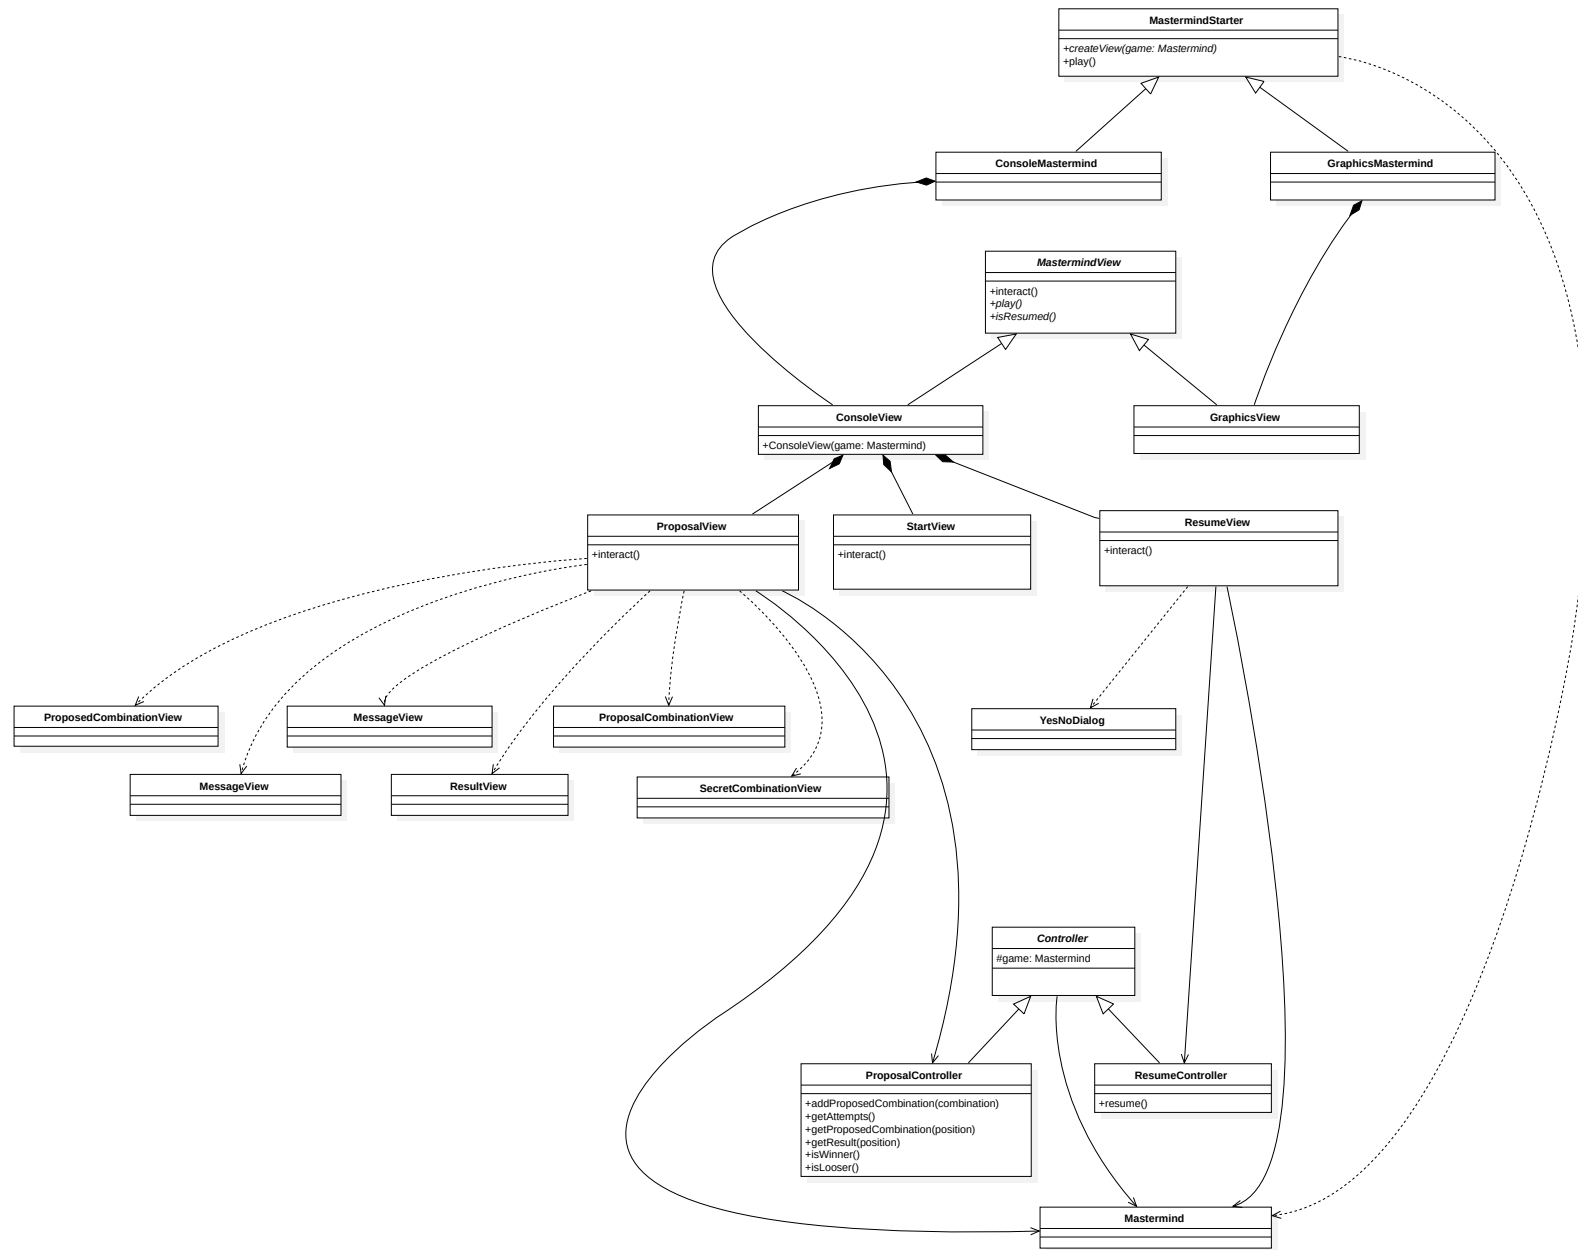 MastermindStarter
+createView(game: Mastermind)
+play()
ConsoleMastermind
GraphicsMastermind
MastermindView
+interact()
+play()
+isResumed()
ConsoleView
+ConsoleView(game: Mastermind)
GraphicsView
ProposalView
+interact()
StartView
+interact()
ResumeView
+interact()
ProposedCombinationView
MessageView
ProposalCombinationView
YesNoDialog
MessageView
ResultView
SecretCombinationView
Controller
#game: Mastermind
ProposalController
+addProposedCombination(combination)
+getAttempts()
+getProposedCombination(position)
+getResult(position)
+isWinner()
+isLooser()
ResumeController
+resume()
Mastermind